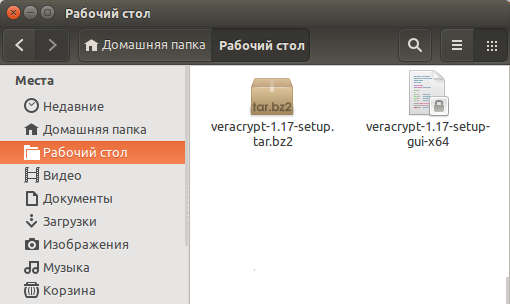 Рабочий стол
Домашняя папка
Рабочий стол
Места
Недавние
Домашняя папка
Рабочий стол
Видео
Документы
Загрузки
Изображения
Музыка
Корзина
tar.bz2
veracrypt-1.17-setup.
tar.bz2
veracrypt-1.17-setup-
gui-x64